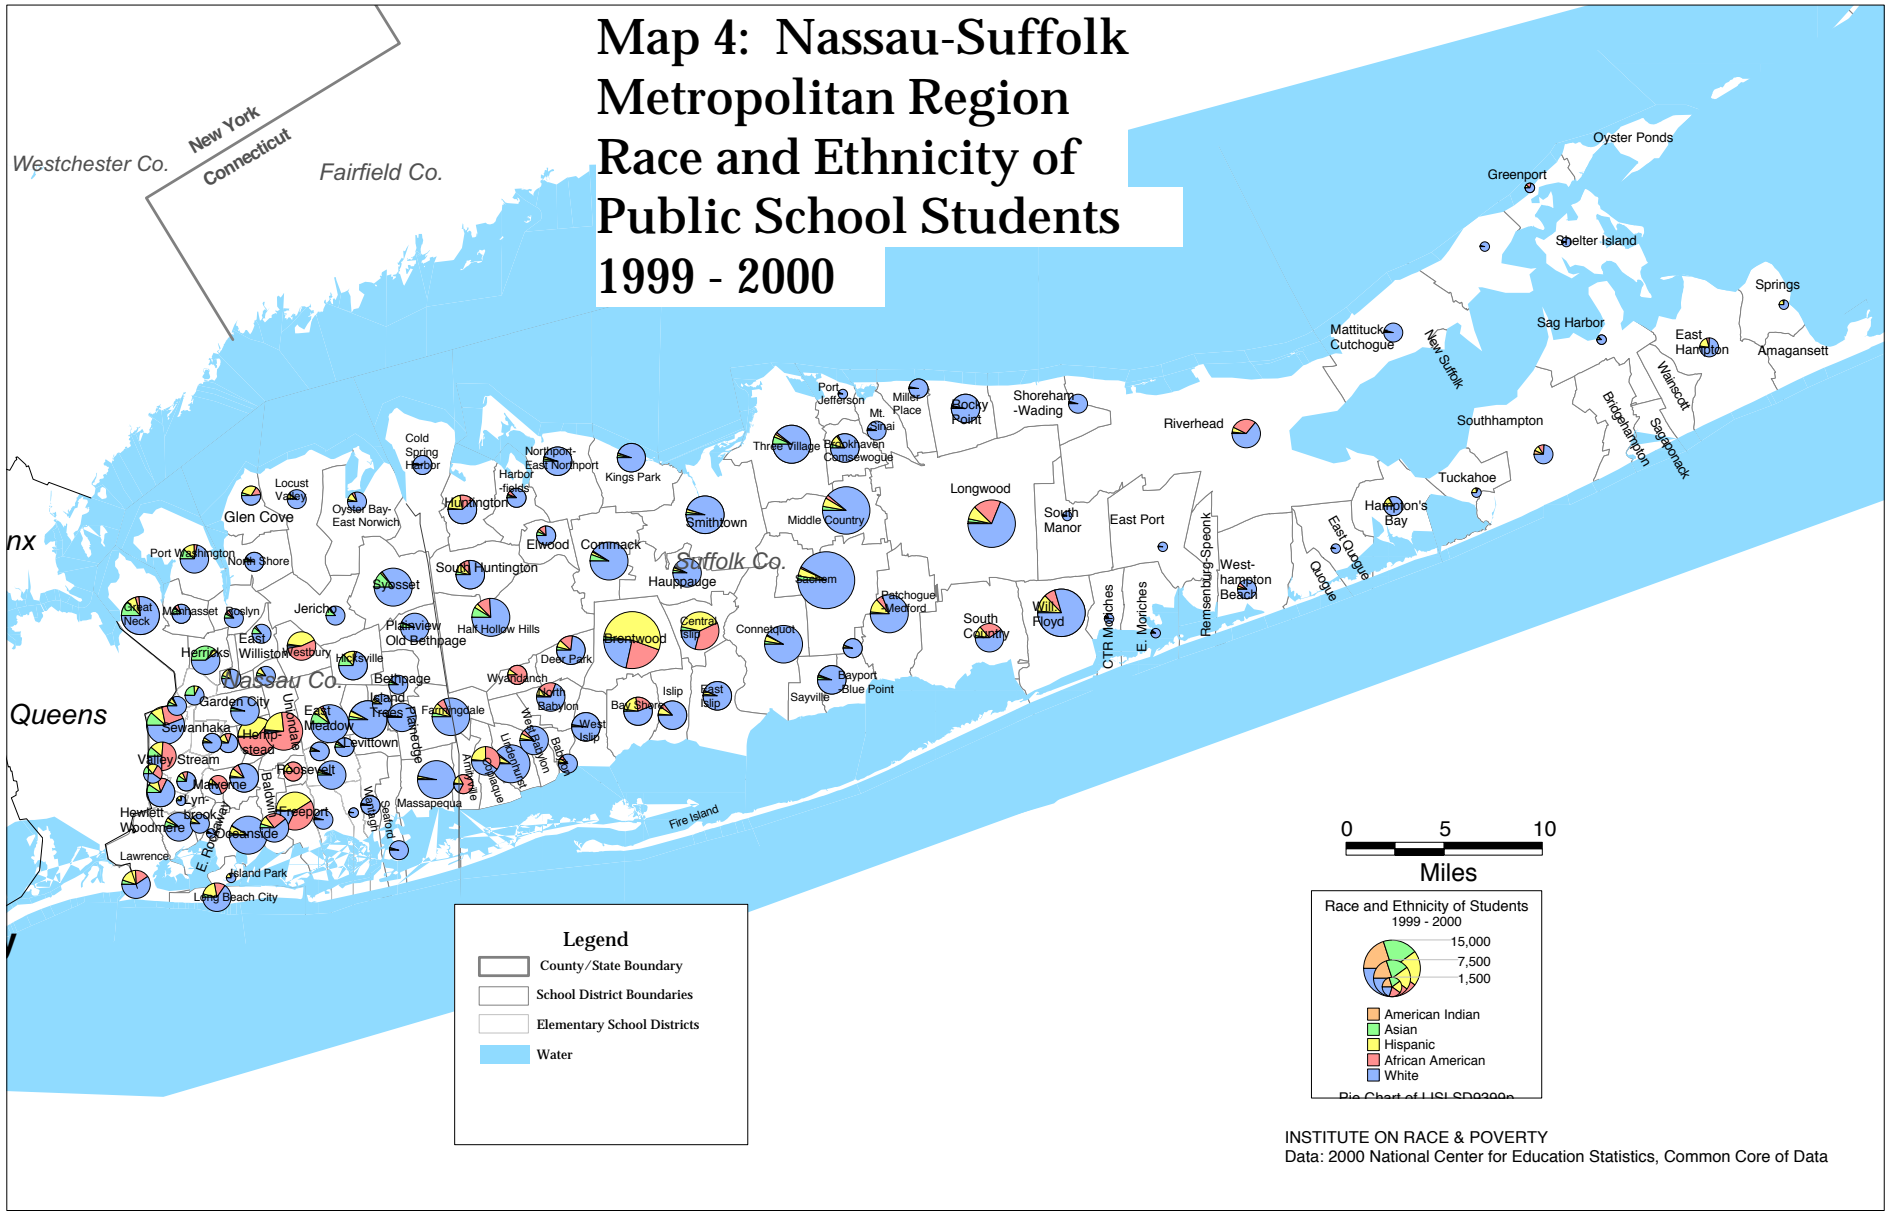 Map 4: Nassau-Suffolk
Metropolitan Region
Race and Ethnicity of
Public School Students
1999 - 2000
New York
Connecticut
Westchester Co.
Fairfield Co.
Oyster Ponds
Greenport
Shelter Island
Springs
Sag Harbor
East
Hampton
Amagansett
Mattituck-
Cutchogue
New Suffolk
Wainscott
Bridgehampton
Sagaponack
Southhampton
Tuckahoe
Riverhead
Port
Jefferson
Miller
Place
Mt.
Sinai
Rocky
Point
Shoreham
-Wading
Three Village
Brookhaven
Comsewogue
Cold
Spring
Harbor
Northport-
East Northport
Harbor
-fields
Kings Park
Huntington
Locust
Valley
Glen Cove
Oyster Bay-
East Norwich
Smithtown
Middle Country
Longwood
South
Manor
East Port
Hampton's
Bay
East Quogue
Quogue
Remsenburg-Speonk
West-
hampton
Beach
nx
Port Washington
North Shore
Elwood
Commack
Suffolk Co.
Hauppauge
Sachem
South Huntington
Syosset
Patchogue
-Medford
South
Country
Will.
Floyd
CTR Moriches
E. Moriches
Great
Neck
Manhasset
Roslyn
Jericho
East
Williston
Plainview
Old Bethpage
Half Hollow Hills
Brentwood
Central
Islip
Connetquot
Herricks
Westbury
Hicksville
Deer Park
Nassau Co.
Bethpage
Wyandanch
Bayport
-Blue Point
Sayville
Queens
Garden City
Uniondale
East
Meadow
Island
Trees
Plainedge
Farmingdale
North
Babylon
Bay Shore
Islip
East
Islip
Sewanhaka
Hemp-
stead
Levittown
West
Islip
West Babylon
Babylon
Lindenhurst
Copiaque
Amityville
Valley Stream
Roosevelt
Malverne
Baldwin
Massapequa
Lyn-
brook
Hewlett
Woodmere
Freeport
Wantagh
Seaford
E. Rockaway
Oceanside
Fire Island
Lawrence
Island Park
Long Beach City
0 5 10
Miles
Legend
County/State Boundary
School District Boundaries
Elementary School Districts
Water
Race and Ethnicity of Students
1999 - 2000
15,000
7,500
1,500
American Indian
Asian
Hispanic
African American
White
INSTITUTE ON RACE & POVERTY
Data: 2000 National Center for Education Statistics, Common Core of Data